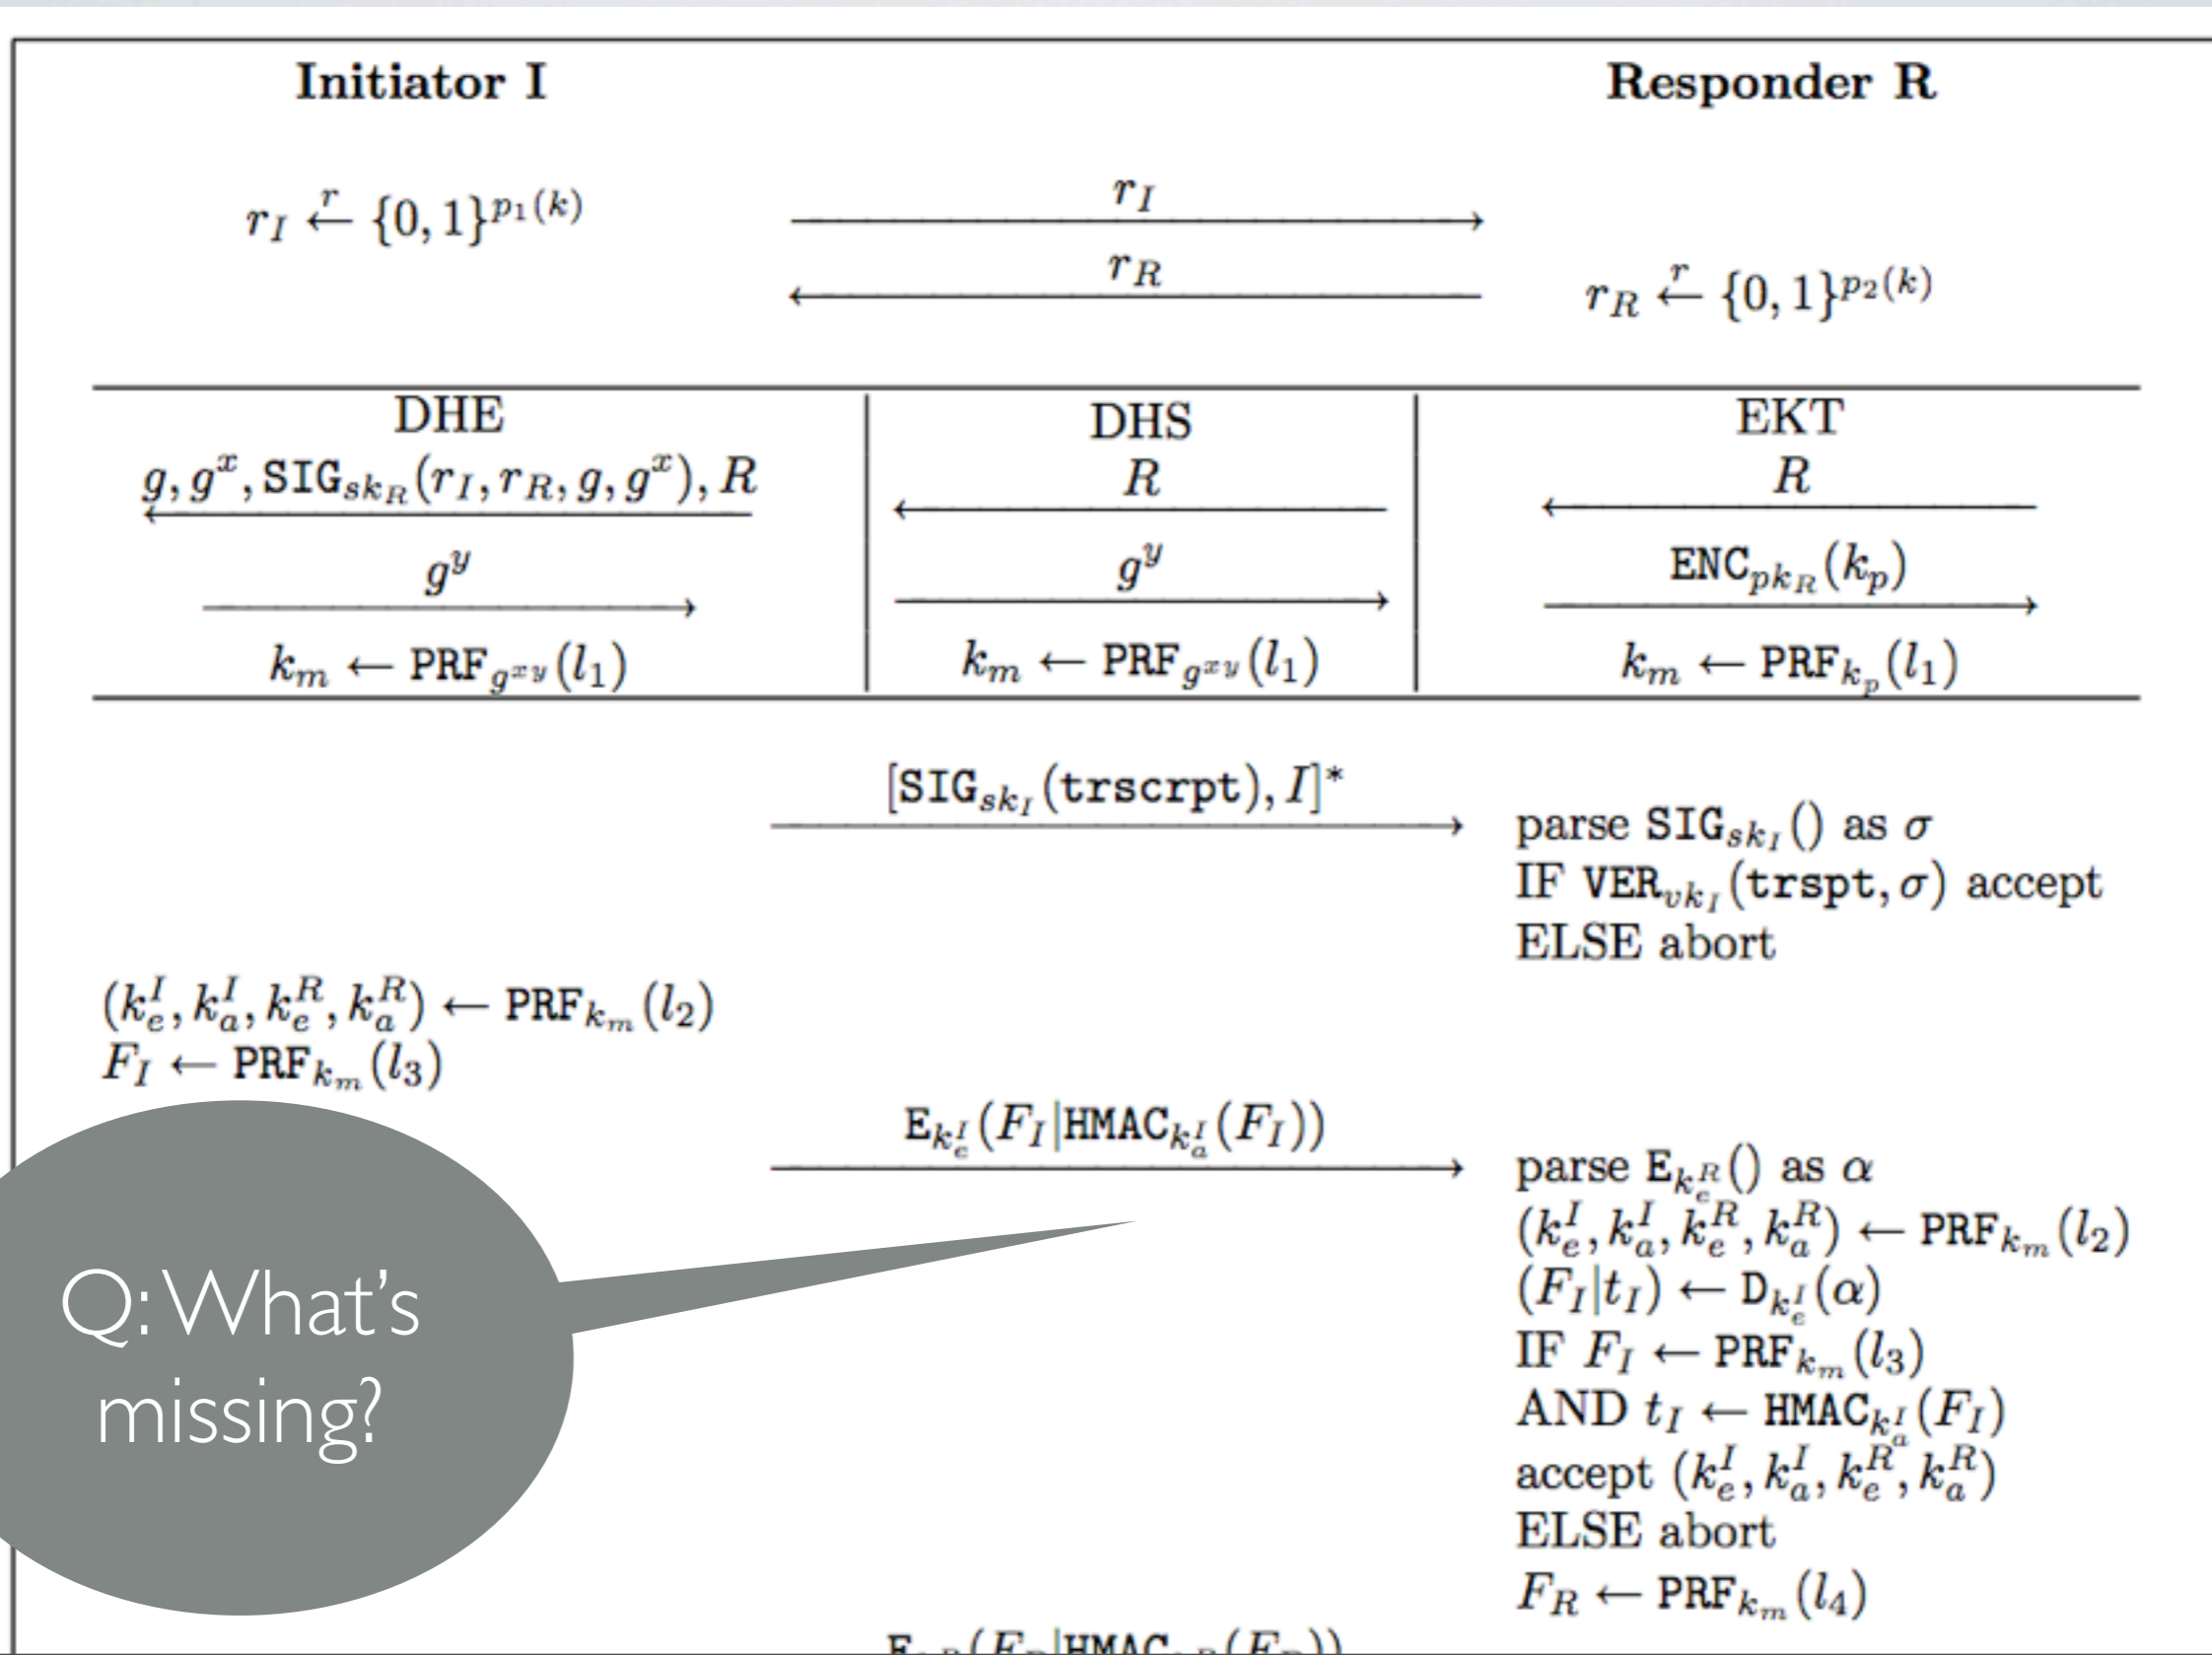 Initiator I
Responder R
r_I ←^r {0, 1}^{p_1(k)}
r_I
r_R
r_R ←^r {0, 1}^{p_2(k)}
DHE
g, g^x, SIG_{sk_R}(r_I, r_R, g, g^x), R
g^y
k_m ← PRF_{g^{xy}}(l_1)
DHS
R
g^y
k_m ← PRF_{g^{xy}}(l_1)
EKT
R
ENC_{pk_R}(k_p)
k_m ← PRF_{k_p}(l_1)
[SIG_{sk_I}(trscrpt), I]*
parse SIG_{sk_I}() as σ
IF VER_{vk_I}(trspt, σ) accept
ELSE abort
(k_e^I, k_a^I, k_e^R, k_a^R) ← PRF_{k_m}(l_2)
F_I ← PRF_{k_m}(l_3)
E_{k_e^I}(F_I|HMAC_{k_a^I}(F_I))
parse E_{k_e^R}() as α
(k_e^I, k_a^I, k_e^R, k_a^R) ← PRF_{k_m}(l_2)
(F_I|t_I) ← D_{k_e^I}(α)
IF F_I ← PRF_{k_m}(l_3)
AND t_I ← HMAC_{k_a^I}(F_I)
accept (k_e^I, k_a^I, k_e^R, k_a^R)
ELSE abort
F_R ← PRF_{k_m}(l_4)
Q: What's
missing?